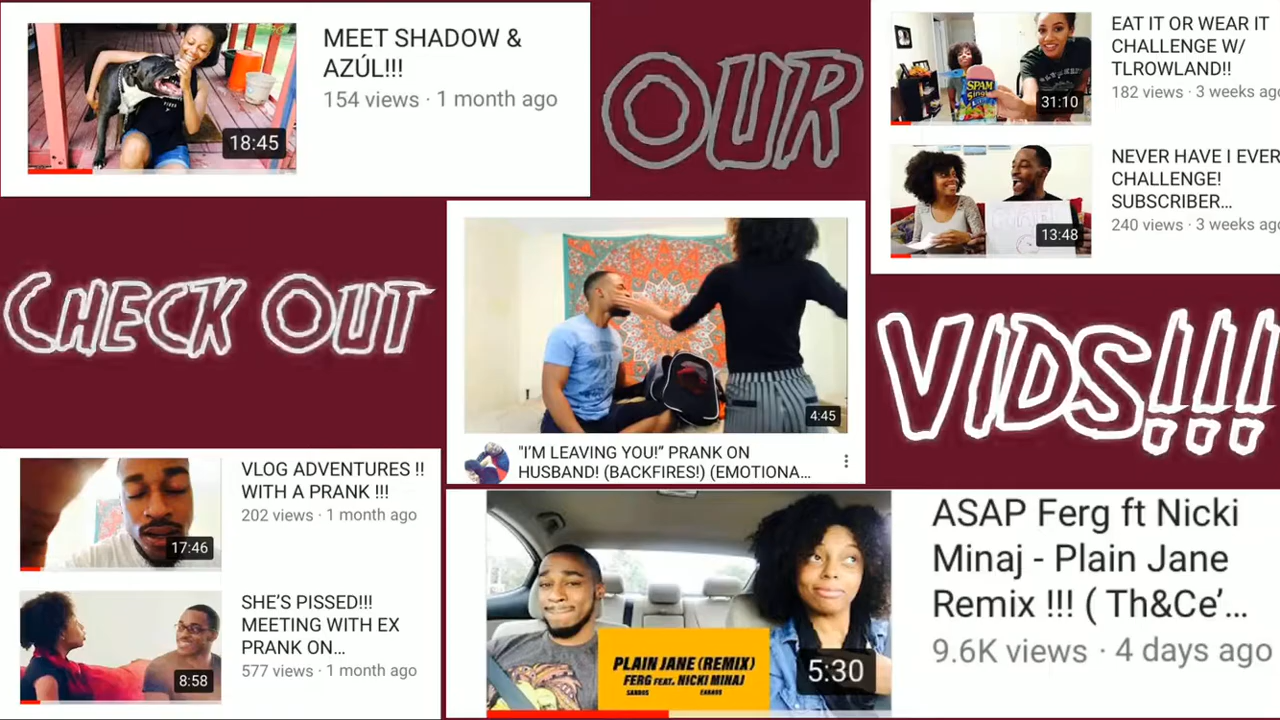 MEET SHADOW &
AZÚL!!!
154 views · 1 month ago
18:45
OUR
EAT IT OR WEAR IT
CHALLENGE W/
TLROWLAND!!
182 views · 3 weeks ago
SPAM
31:10
NEVER HAVE I EVER
CHALLENGE!
SUBSCRIBER...
240 views · 3 weeks ago
13:48
CHECK OUT
4:45
"I'M LEAVING YOU!" PRANK ON
HUSBAND! (BACKFIRES!) (EMOTIONA...
VIDS!!!
VLOG ADVENTURES !!
WITH A PRANK !!!
202 views · 1 month ago
17:46
SHE'S PISSED!!!
MEETING WITH EX
PRANK ON...
577 views · 1 month ago
8:58
PLAIN JANE (REMIX)
FERG FEAT. NICKI MINAJ
5:30
ASAP Ferg ft Nicki
Minaj - Plain Jane
Remix !!! ( Th&Ce'...
9.6K views · 4 days ago